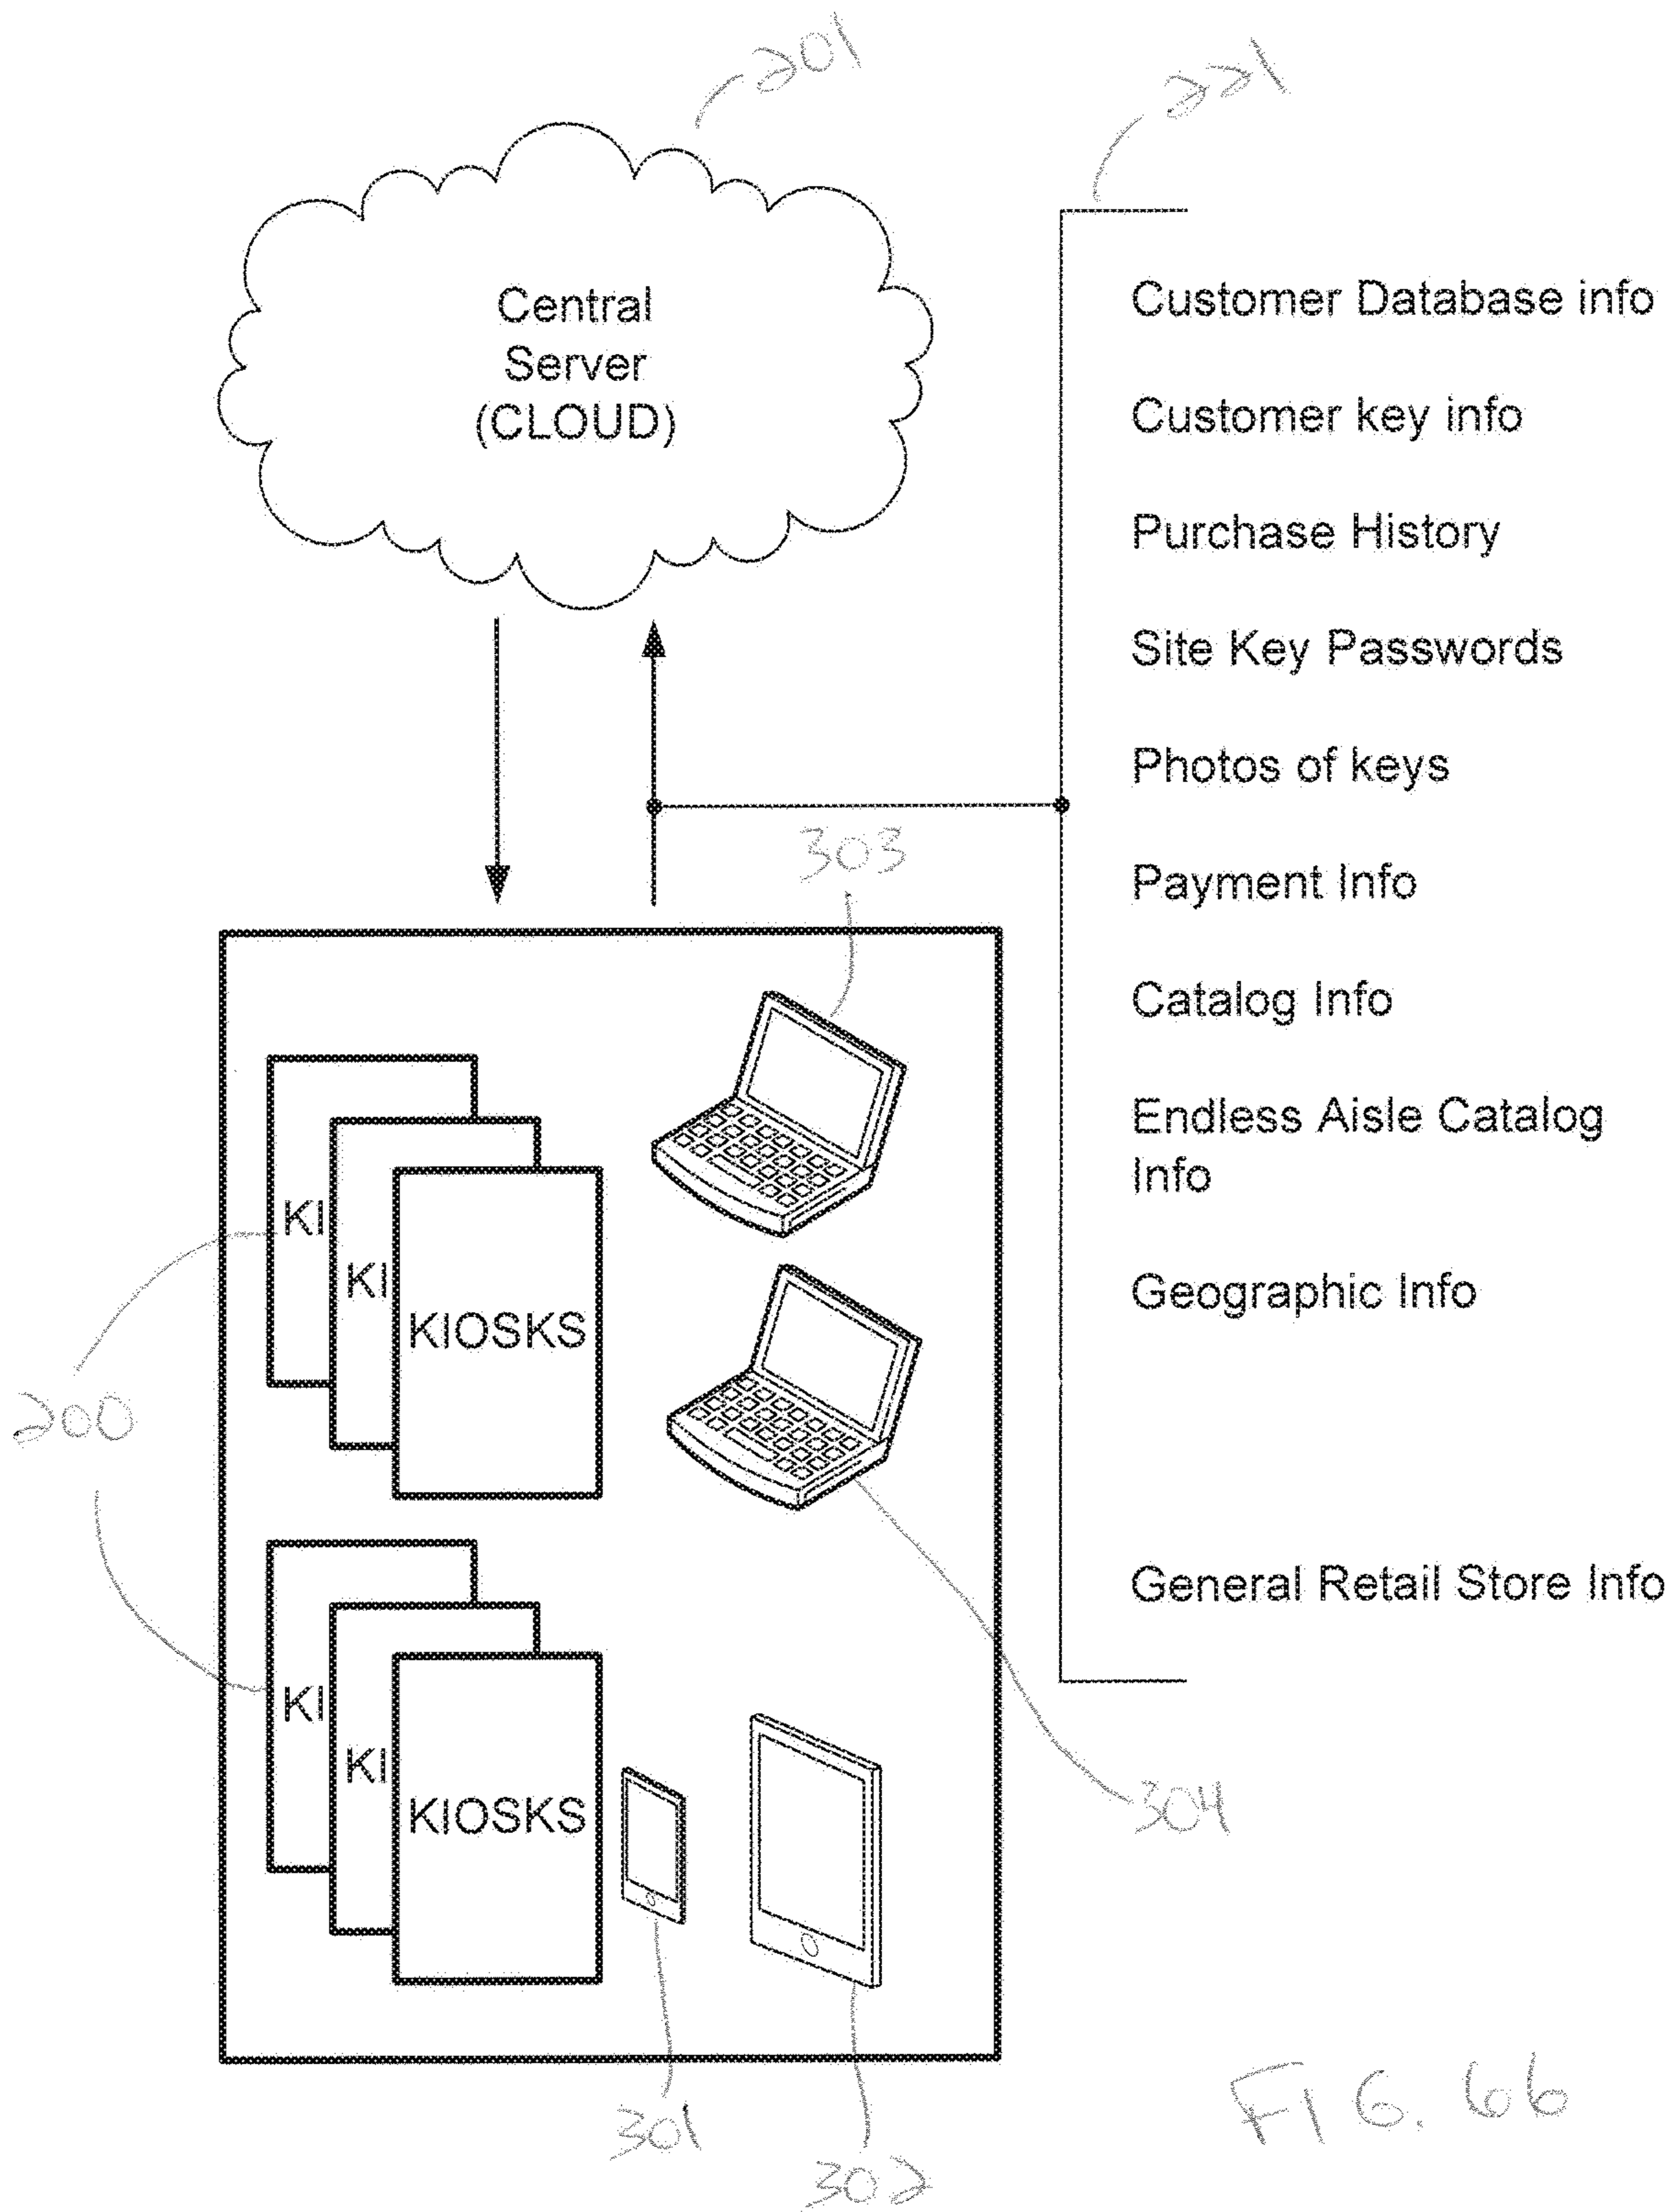 201
221
Central
Server
(CLOUD)
Customer Database info
Customer key info
Purchase History
Site Key Passwords
Photos of keys
303
Payment Info
Catalog Info
Endless Aisle Catalog
Info
KI
KI
KIOSKS
Geographic Info
200
General Retail Store Info
KI
KI
KIOSKS
304
301
302
FIG. 66